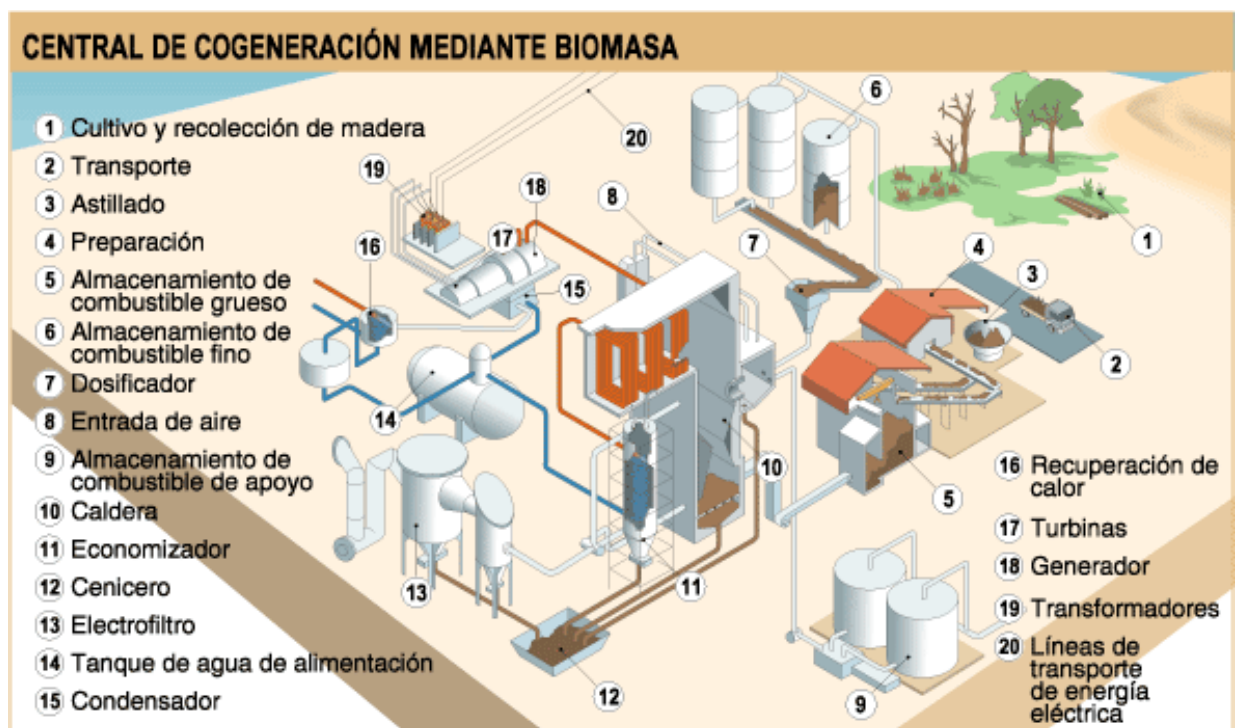 CENTRAL DE COGENERACIÓN MEDIANTE BIOMASA
1 Cultivo y recolección de madera
2 Transporte
3 Astillado
4 Preparación
5 Almacenamiento de
combustible grueso
6 Almacenamiento de
combustible fino
7 Dosificador
8 Entrada de aire
9 Almacenamiento de
combustible de apoyo
10 Caldera
11 Economizador
12 Cenicero
13 Electrofiltro
14 Tanque de agua de alimentación
15 Condensador
20
19
18
17
16
15
14
8
6
7
1
4
3
2
10
5
13
11
12
9
16 Recuperación de
calor
17 Turbinas
18 Generador
19 Transformadores
20 Líneas de
transporte
de energía
eléctrica